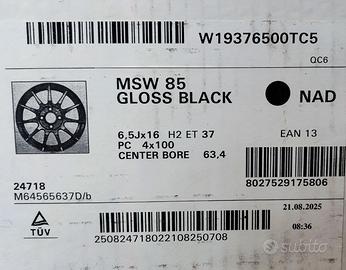 W19376500TC5
QC6
MSW 85
GLOSS BLACK
NAD
6,5Jx16 H2 ET 37
PC 4x100
CENTER BORE 63,4
EAN 13
24718
M64565637D/b
8027529175806
21.08.2025
08:36
TÜV
250824718022108250708
subito